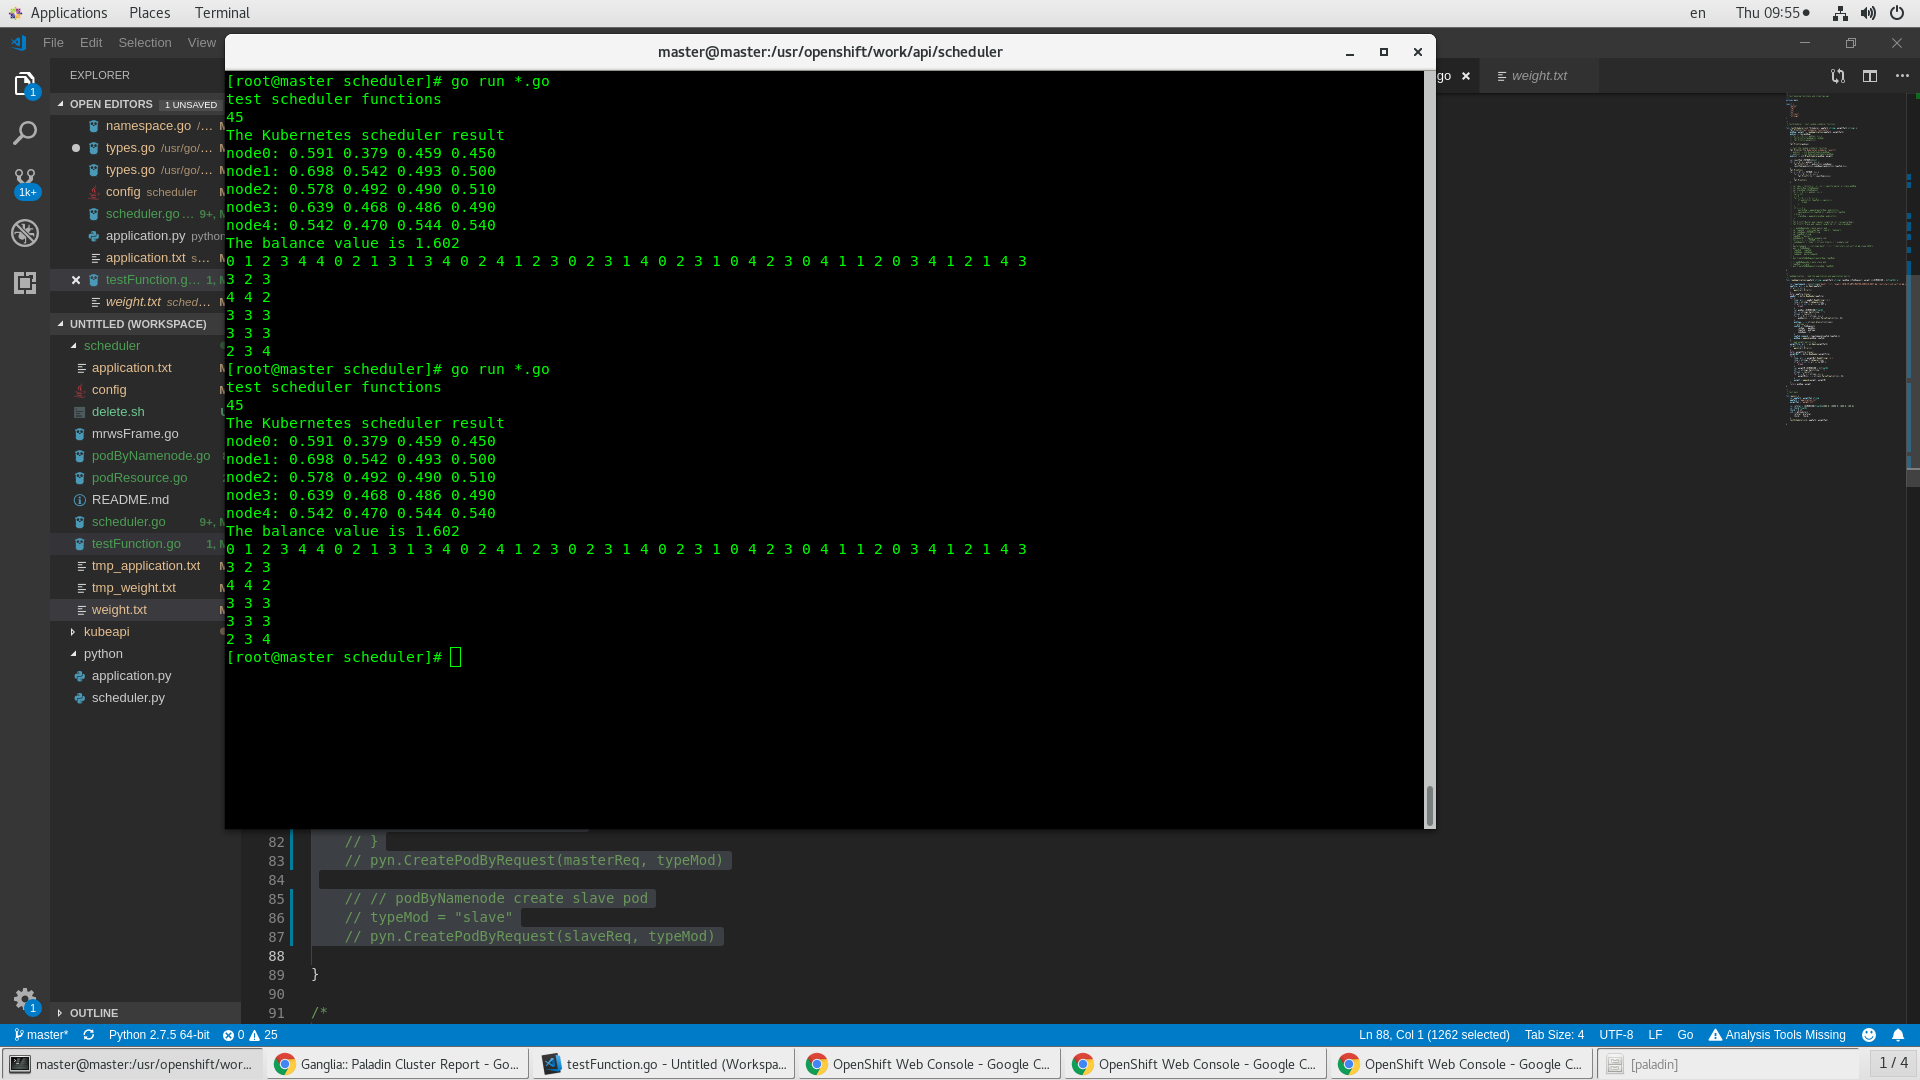 Applications Places Terminal en Thu 09:55
File Edit Selection View
master@master:/usr/openshift/work/api/scheduler
go weight.txt
EXPLORER
OPEN EDITORS 1 UNSAVED
namespace.go /...
types.go /usr/go/...
types.go /usr/go/...
config scheduler
scheduler.go ... 9+, M
application.py python
application.txt s...
testFunction.g... 1, M
weight.txt sched...
UNTITLED (WORKSPACE)
scheduler
application.txt
config
delete.sh
mrwsFrame.go
podByNamenode.go
podResource.go
README.md
scheduler.go 9+, M
testFunction.go 1, M
tmp_application.txt
tmp_weight.txt
weight.txt
kubeapi
python
application.py
scheduler.py
OUTLINE
1
1k+
1
[root@master scheduler]# go run *.go
test scheduler functions
45
The Kubernetes scheduler result
node0: 0.591 0.379 0.459 0.450
node1: 0.698 0.542 0.493 0.500
node2: 0.578 0.492 0.490 0.510
node3: 0.639 0.468 0.486 0.490
node4: 0.542 0.470 0.544 0.540
The balance value is 1.602
0 1 2 3 4 4 0 2 1 3 1 3 4 0 2 4 1 2 3 0 2 3 1 4 0 2 3 1 0 4 2 3 0 4 1 1 2 0 3 4 1 2 1 4 3
3 2 3
4 4 2
3 3 3
3 3 3
2 3 4
[root@master scheduler]# go run *.go
test scheduler functions
45
The Kubernetes scheduler result
node0: 0.591 0.379 0.459 0.450
node1: 0.698 0.542 0.493 0.500
node2: 0.578 0.492 0.490 0.510
node3: 0.639 0.468 0.486 0.490
node4: 0.542 0.470 0.544 0.540
The balance value is 1.602
0 1 2 3 4 4 0 2 1 3 1 3 4 0 2 4 1 2 3 0 2 3 1 4 0 2 3 1 0 4 2 3 0 4 1 1 2 0 3 4 1 2 1 4 3
3 2 3
4 4 2
3 3 3
3 3 3
2 3 4
[root@master scheduler]#
82 // }
83 // pyn.CreatePodByRequest(masterReq, typeMod)
84
85 // // podByNamenode create slave pod
86 // typeMod = "slave"
87 // pyn.CreatePodByRequest(slaveReq, typeMod)
88
89 }
90
91 /*
master* Python 2.7.5 64-bit 0 25 Ln 88, Col 1 (1262 selected) Tab Size: 4 UTF-8 LF Go Analysis Tools Missing
master@master:/usr/openshift/wor... Ganglia:: Paladin Cluster Report - Go... testFunction.go - Untitled (Workspa... OpenShift Web Console - Google C... OpenShift Web Console - Google C... OpenShift Web Console - Google C... [paladin] 1 / 4